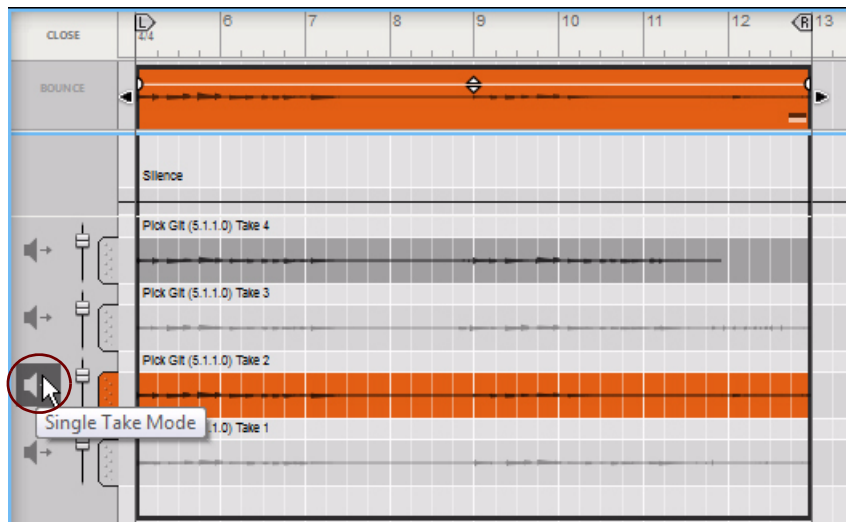 CLOSE
L 6 7 8 9 10 11 12 R 13
4/4
BOUNCE
Silence
Pick Git (5.1.1.0) Take 4
Pick Git (5.1.1.0) Take 3
Pick Git (5.1.1.0) Take 2
Single Take Mode
.1.0) Take 1